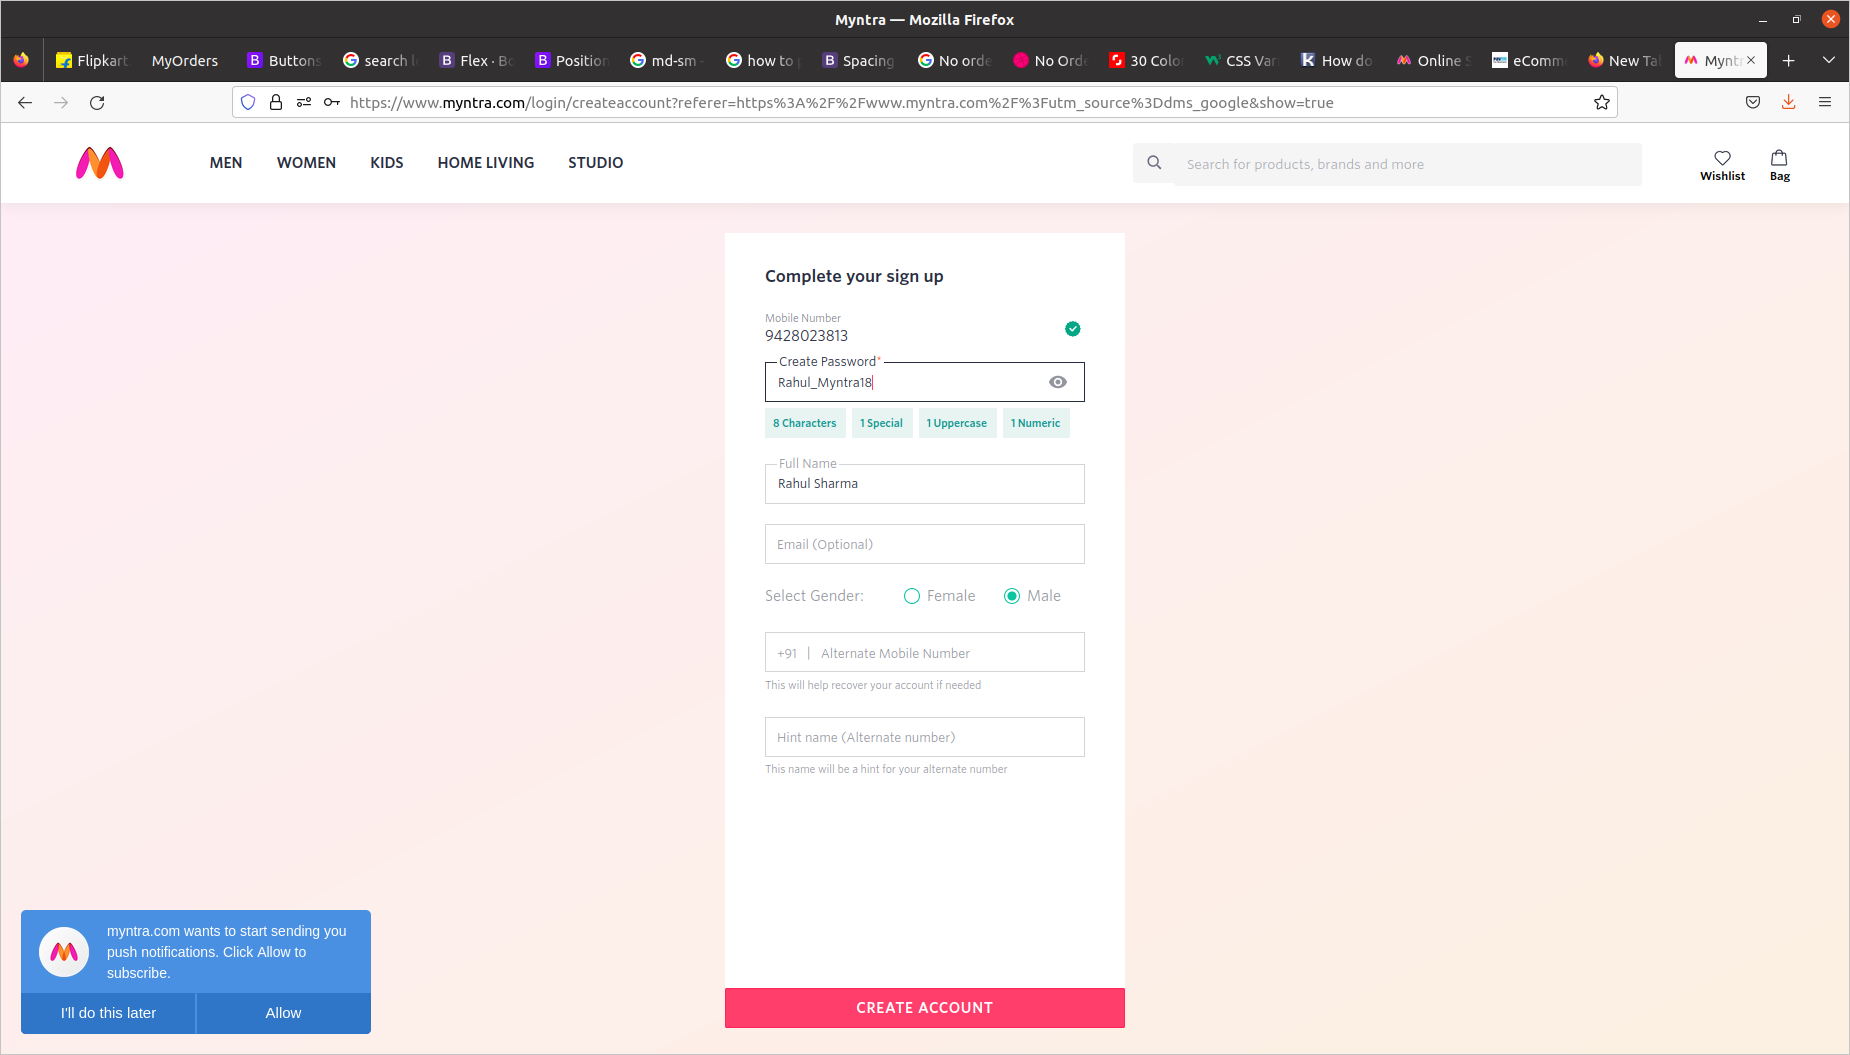 Myntra — Mozilla Firefox
Flipkart MyOrders Buttons search Flex · Bo Position md-sm - how to Spacing No orde No Orde 30 Colo CSS Var How do Online S eComm New Ta Myntr
https://www.myntra.com/login/createaccount?referer=https%3A%2F%2Fwww.myntra.com%2F%3Futm_source%3Ddms_google&show=true
MEN WOMEN KIDS HOME LIVING STUDIO
Search for products, brands and more
Wishlist Bag
Complete your sign up
Mobile Number
9428023813
Create Password*
Rahul_Myntra18
8 Characters 1 Special 1 Uppercase 1 Numeric
Full Name
Rahul Sharma
Email (Optional)
Select Gender: Female Male
+91 | Alternate Mobile Number
This will help recover your account if needed
Hint name (Alternate number)
This name will be a hint for your alternate number
CREATE ACCOUNT
myntra.com wants to start sending you
push notifications. Click Allow to
subscribe.
I'll do this later Allow